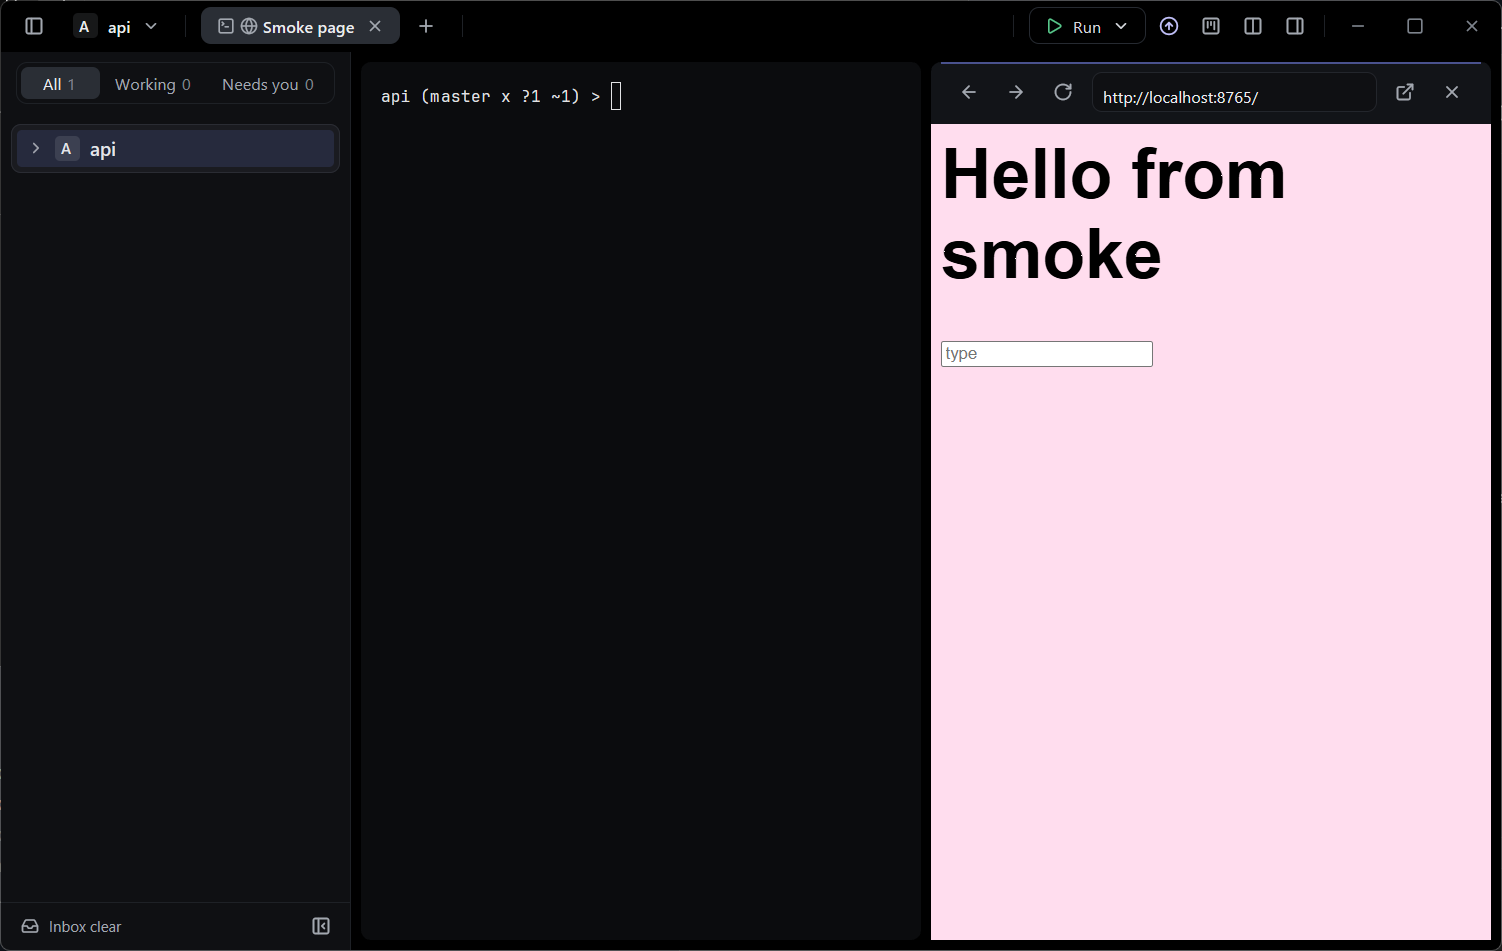 A api
Smoke page
Run
All 1
Working 0
Needs you 0
A api
api (master x ?1 ~1) >
http://localhost:8765/
Hello from
smoke
type
Inbox clear